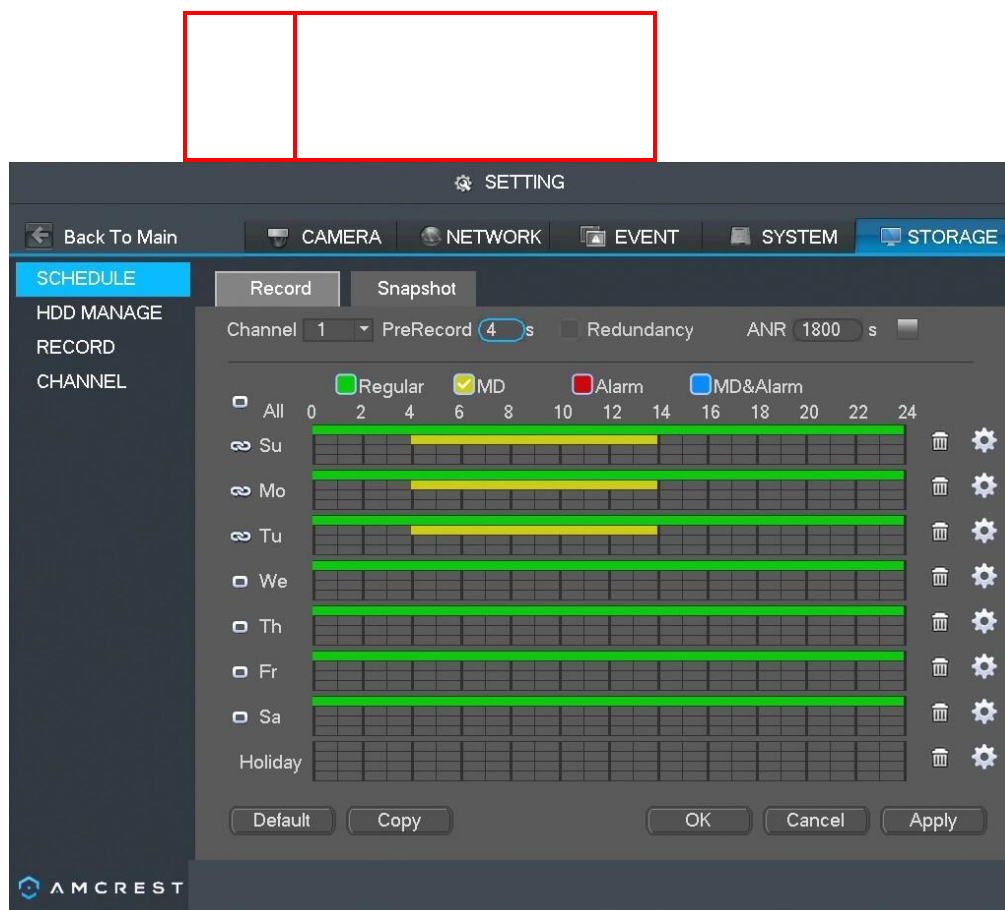 SETTING
Back To Main CAMERA NETWORK EVENT SYSTEM STORAGE
SCHEDULE
HDD MANAGE
RECORD
CHANNEL
Record Snapshot
Channel 1 PreRecord 4 s Redundancy ANR 1800 s
Regular MD Alarm MD&Alarm
All 0 2 4 6 8 10 12 14 16 18 20 22 24
Su
Mo
Tu
We
Th
Fr
Sa
Holiday
Default Copy OK Cancel Apply
AMCREST